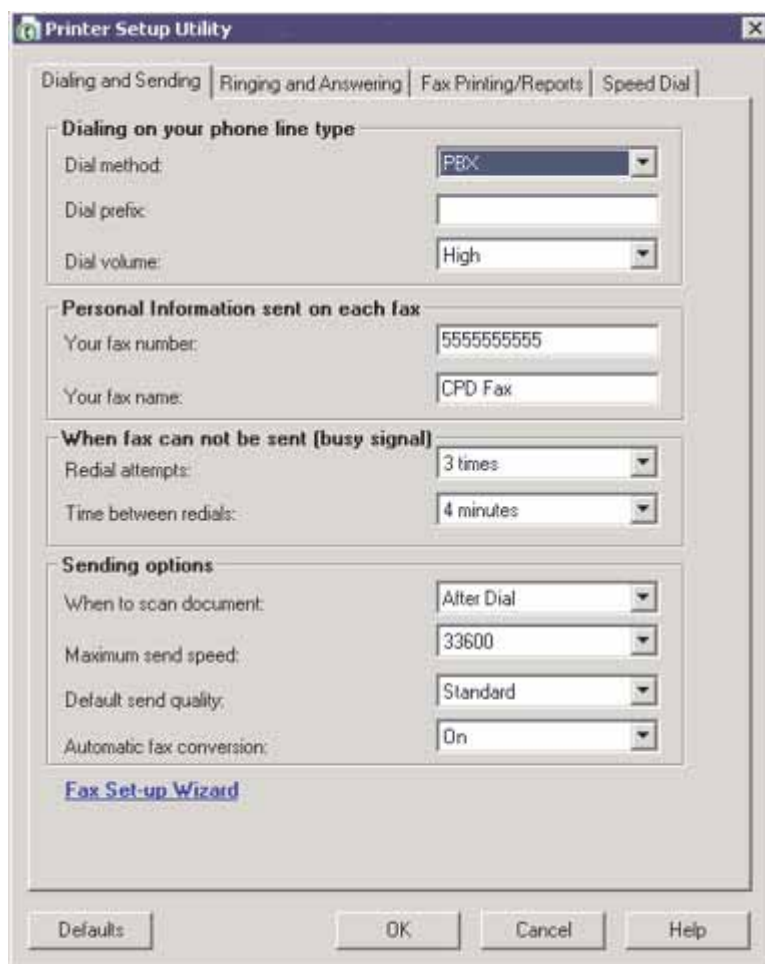 Printer Setup Utility
Dialing and Sending Ringing and Answering Fax Printing/Reports Speed Dial
Dialing on your phone line type
Dial method: PBX
Dial prefix:
Dial volume: High
Personal Information sent on each fax
Your fax number: 5555555555
Your fax name: CPD Fax
When fax can not be sent (busy signal)
Redial attempts: 3 times
Time between redials: 4 minutes
Sending options
When to scan document: After Dial
Maximum send speed: 33600
Default send quality: Standard
Automatic fax conversion: On
Fax Set-up Wizard
Defaults OK Cancel Help